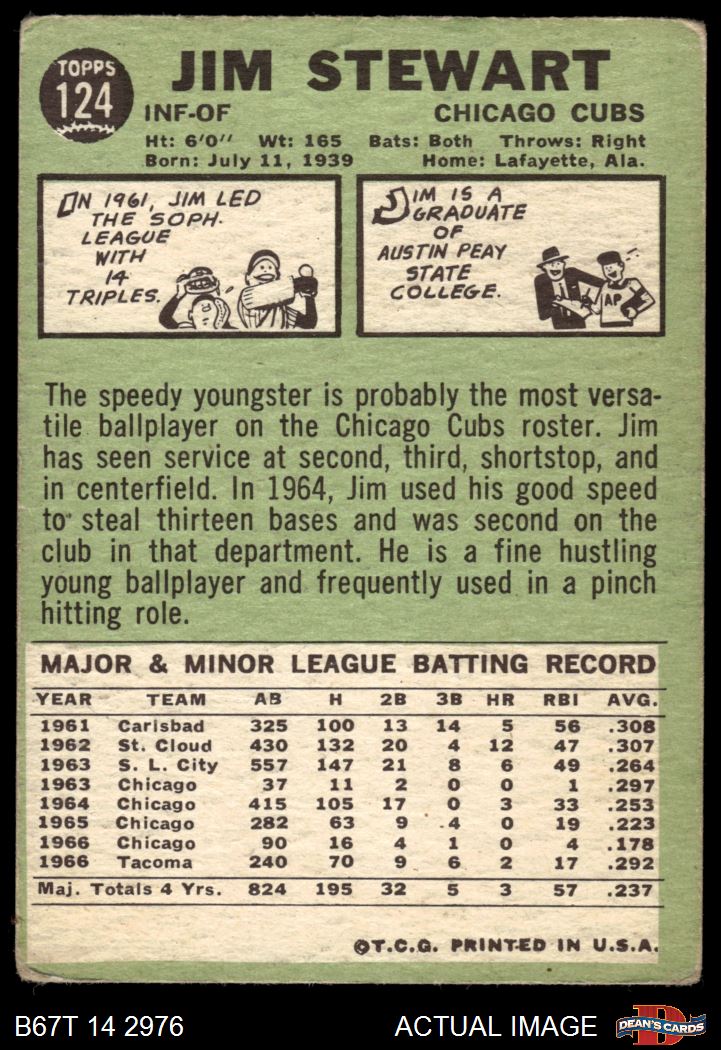 TOPPS
124
JIM STEWART
INF-OF CHICAGO CUBS
Ht: 6'0" Wt: 165 Bats: Both Throws: Right
Born: July 11, 1939 Home: Lafayette, Ala.
IN 1961, JIM LED
THE SOPH.
LEAGUE
WITH
14
TRIPLES.
JIM IS A
GRADUATE
OF
AUSTIN PEAY
STATE
COLLEGE.
AP
The speedy youngster is probably the most versa-
tile ballplayer on the Chicago Cubs roster. Jim
has seen service at second, third, shortstop, and
in centerfield. In 1964, Jim used his good speed
to steal thirteen bases and was second on the
club in that department. He is a fine hustling
young ballplayer and frequently used in a pinch
hitting role.
MAJOR & MINOR LEAGUE BATTING RECORD
YEAR TEAM AB H 2B 3B HR RBI AVG.
1961 Carlsbad 325 100 13 14 5 56 .308
1962 St. Cloud 430 132 20 4 12 47 .307
1963 S. L. City 557 147 21 8 6 49 .264
1963 Chicago 37 11 2 0 0 1 .297
1964 Chicago 415 105 17 0 3 33 .253
1965 Chicago 282 63 9 4 0 19 .223
1966 Chicago 90 16 4 1 0 4 .178
1966 Tacoma 240 70 9 6 2 17 .292
Maj. Totals 4 Yrs. 824 195 32 5 3 57 .237
©T.C.G. PRINTED IN U.S.A.
B67T 14 2976 ACTUAL IMAGE
D
DEAN'S CARDS